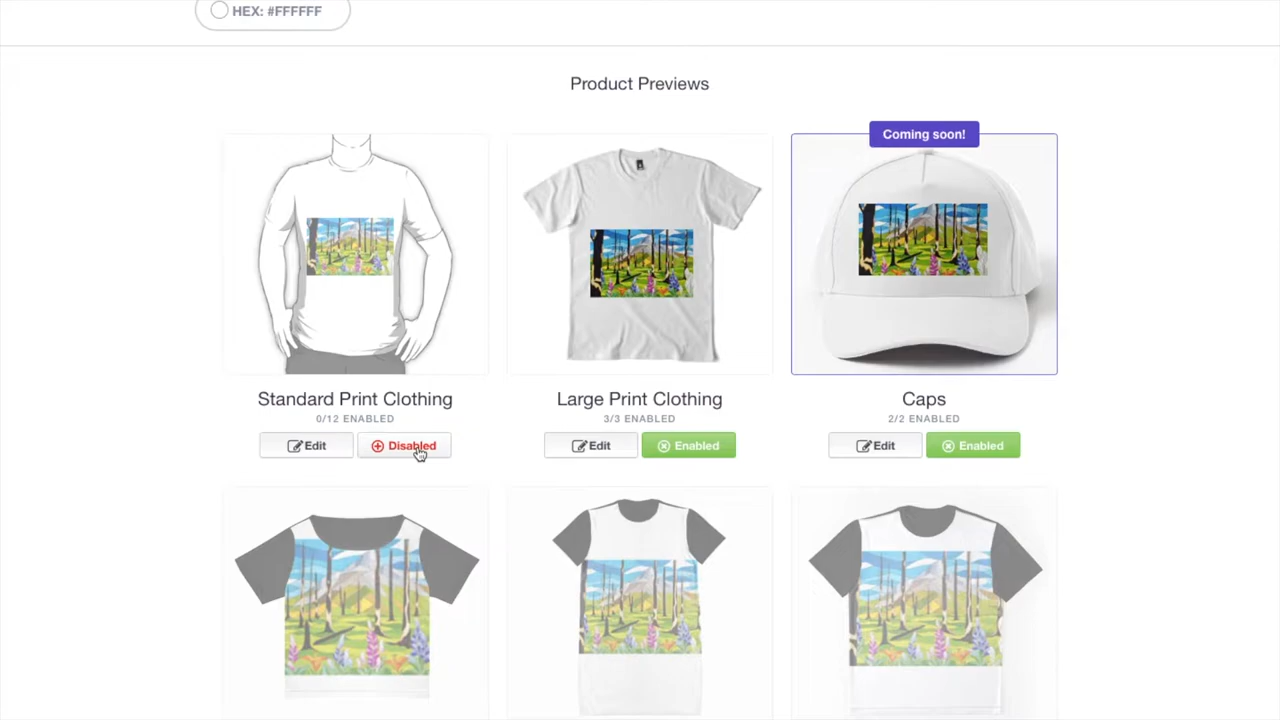 HEX: #FFFFFF
Product Previews
Coming soon!
Standard Print Clothing
0/12 ENABLED
Edit
Disabled
Large Print Clothing
3/3 ENABLED
Edit
Enabled
Caps
2/2 ENABLED
Edit
Enabled